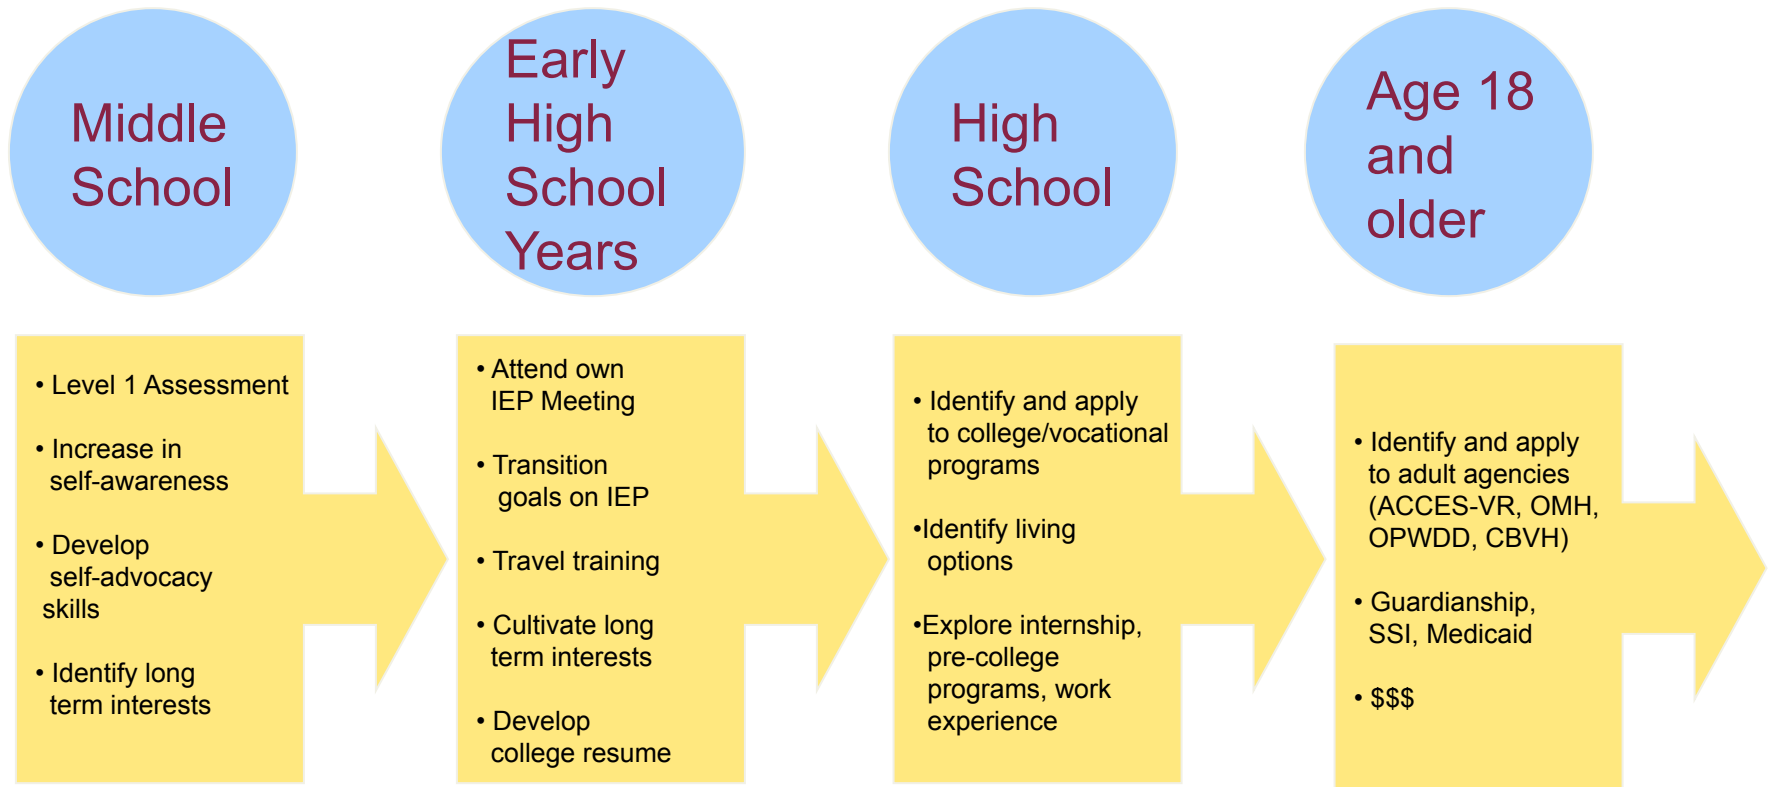 Middle
School
Early
High
School
Years
High
School
Age 18
and
older
• Level 1 Assessment
• Increase in
self-awareness
• Develop
self-advocacy
skills
• Identify long
term interests
• Attend own
IEP Meeting
• Transition
goals on IEP
• Travel training
• Cultivate long
term interests
• Develop
college resume
• Identify and apply
to college/vocational
programs
•Identify living
options
•Explore internship,
pre-college
programs, work
experience
• Identify and apply
to adult agencies
(ACCES-VR, OMH,
OPWDD, CBVH)
• Guardianship,
SSI, Medicaid
• $$$